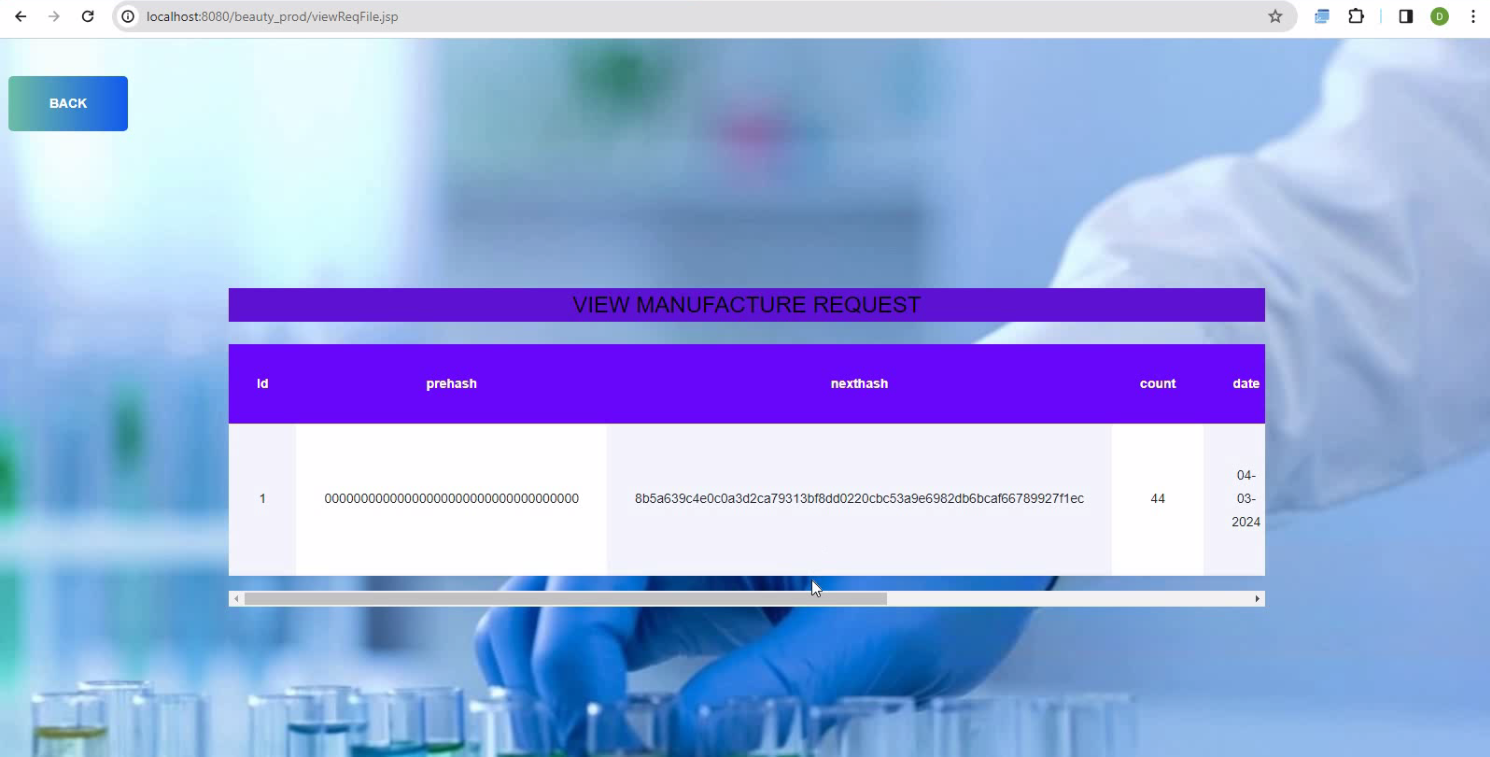 localhost:8080/beauty_prod/viewReqFile.jsp
D
BACK
VIEW MANUFACTURE REQUEST
Id prehash nexthash count date
1 00000000000000000000000000000000000 8b5a639c4e0c0a3d2ca79313bf8dd0220cbc53a9e6982db6bcaf66789927f1ec 44 04-
03-
2024